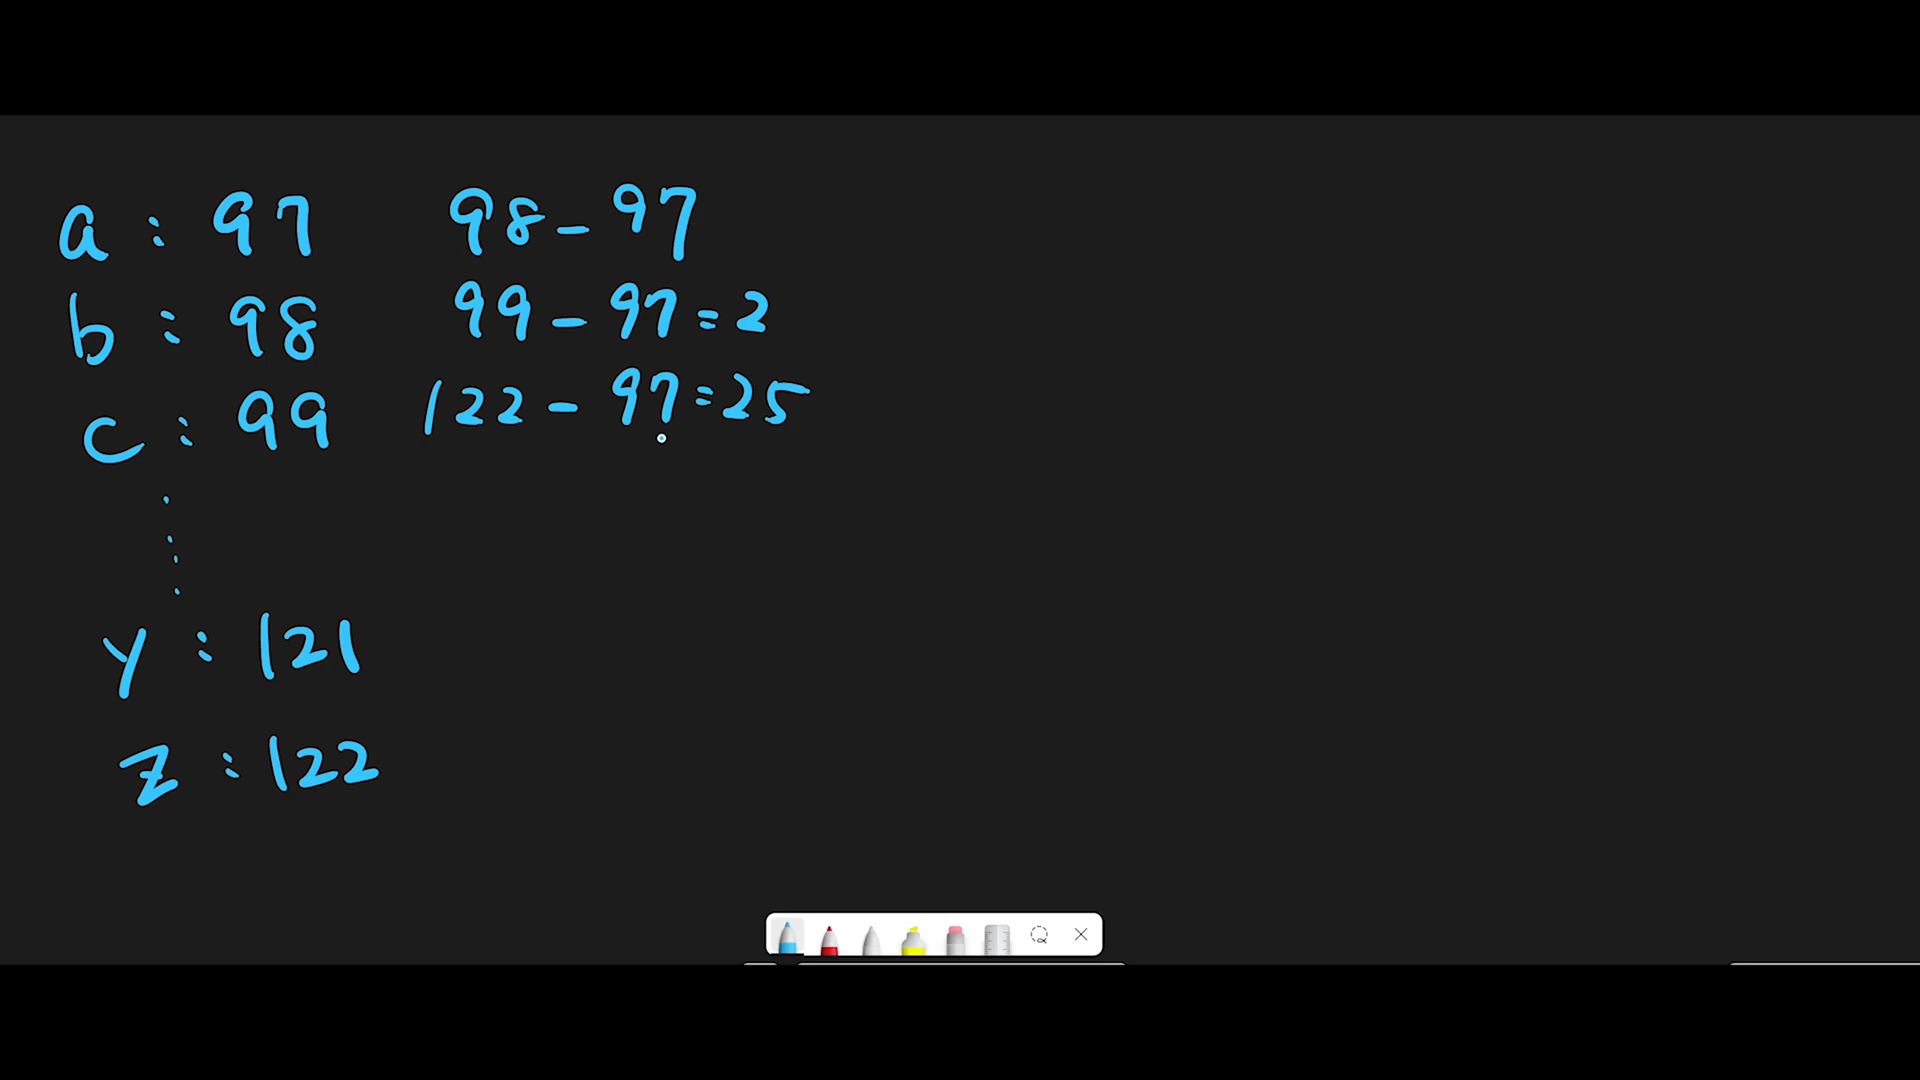 a : 97 98 - 97
b : 98 99 - 97 = 2
c : 99 122 - 97 = 25
y : 121
z : 122